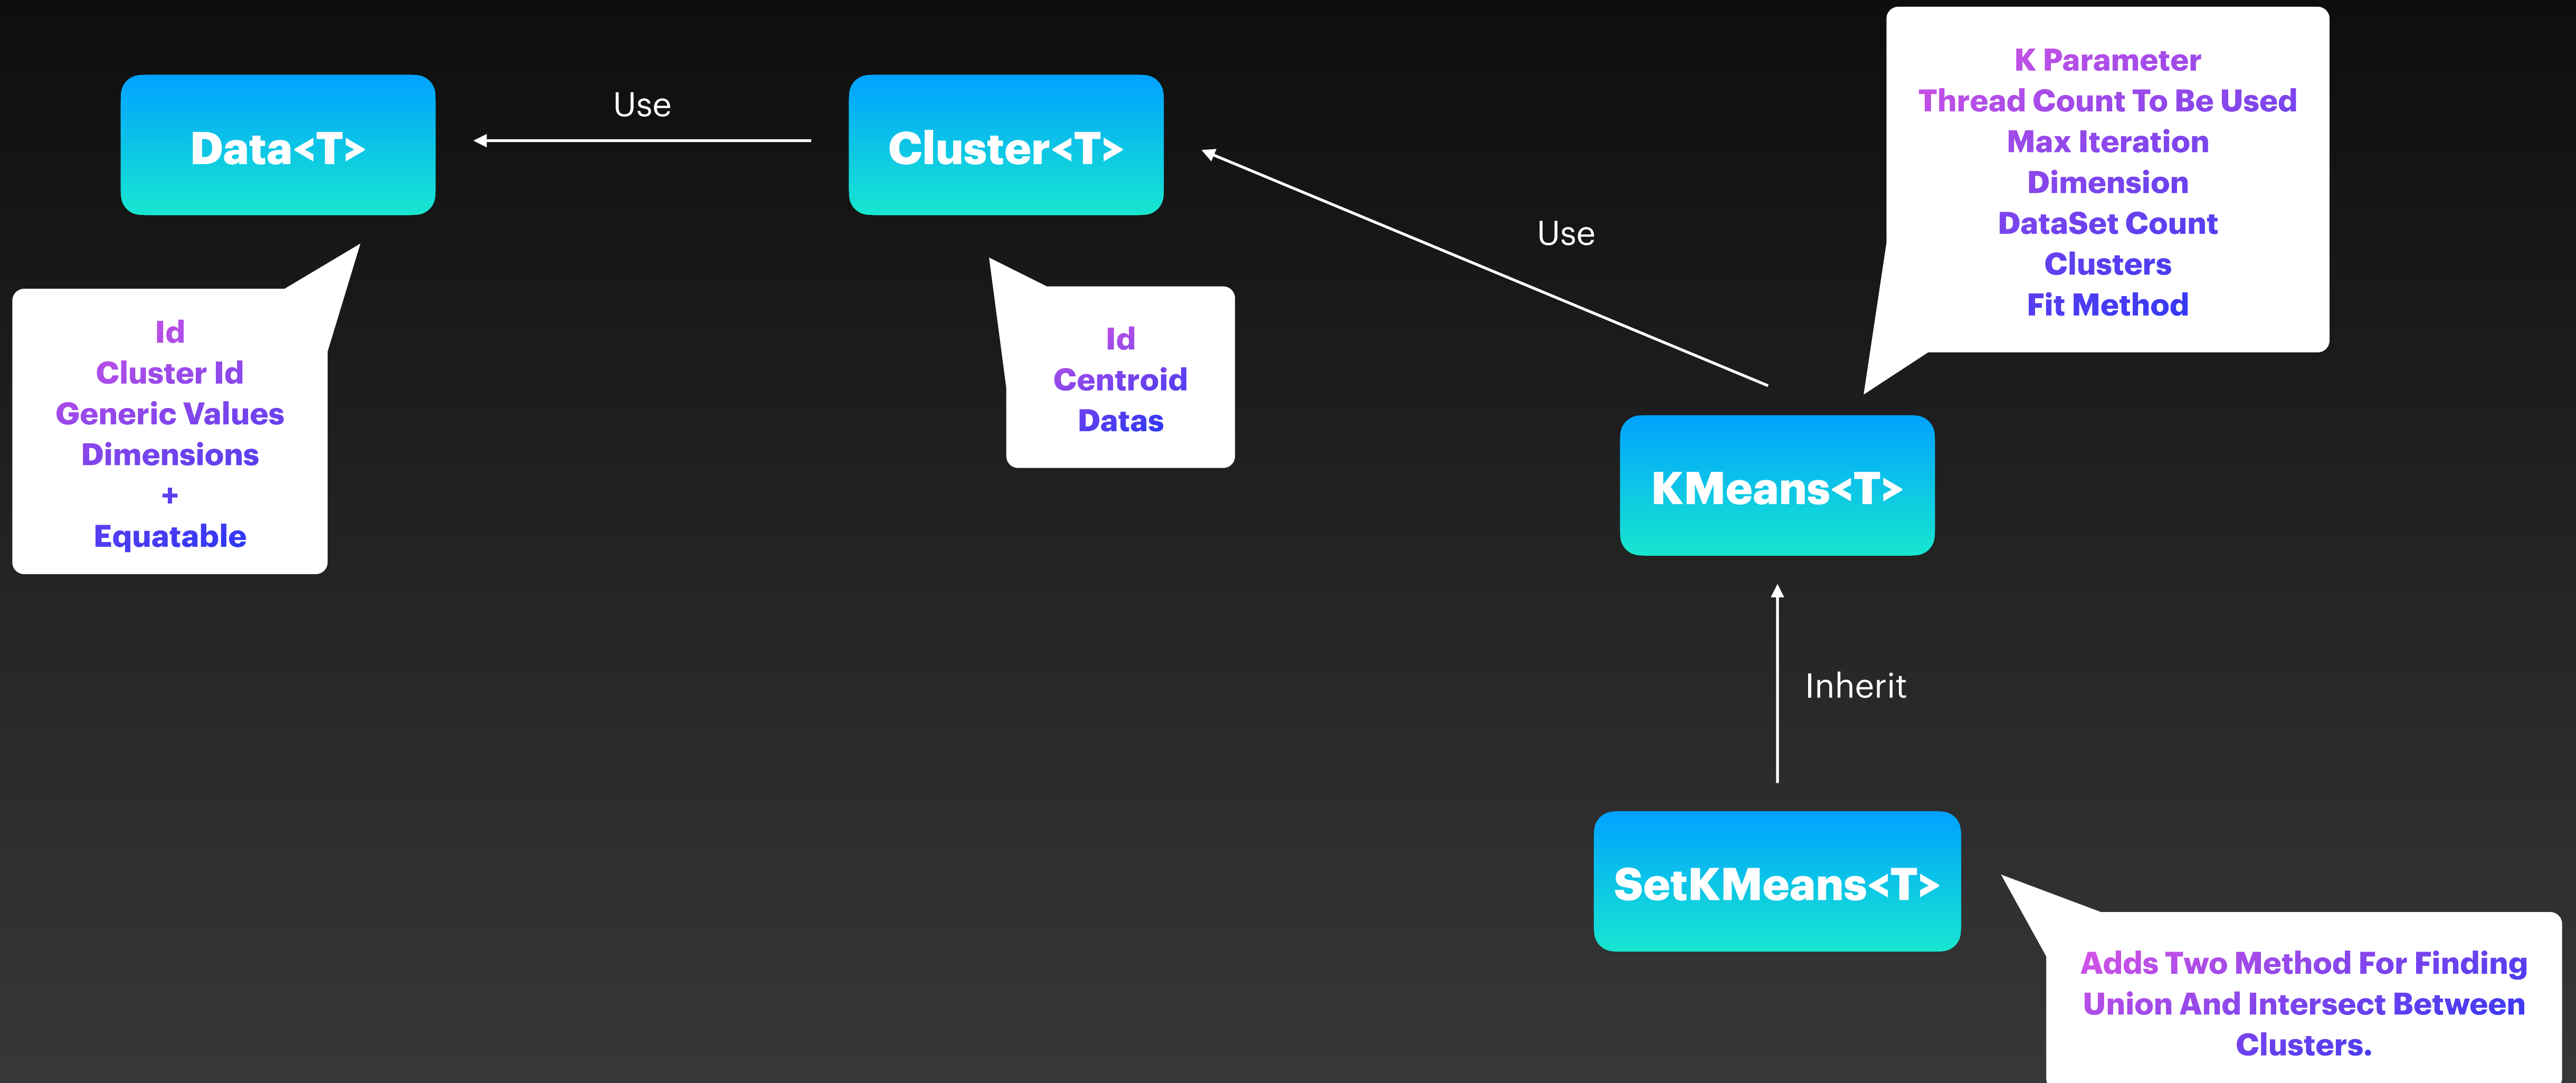 Data<T>
Use
Cluster<T>
Use
K Parameter
Thread Count To Be Used
Max Iteration
Dimension
DataSet Count
Clusters
Fit Method
Id
Cluster Id
Generic Values
Dimensions
+
Equatable
Id
Centroid
Datas
KMeans<T>
Inherit
SetKMeans<T>
Adds Two Method For Finding
Union And Intersect Between
Clusters.